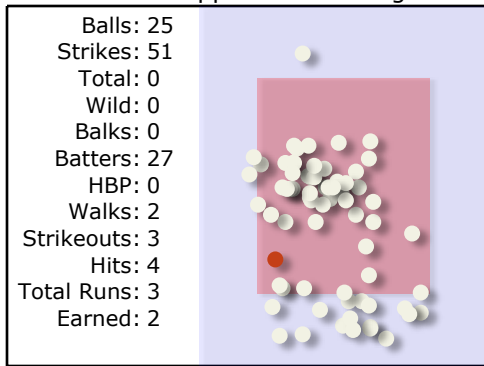 Balls: 25
Strikes: 51
Total: 0
Wild: 0
Balks: 0
Batters: 27
HBP: 0
Walks: 2
Strikeouts: 3
Hits: 4
Total Runs: 3
Earned: 2